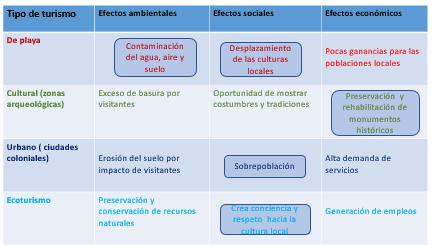 Tipo de turismo
Efectos ambientales
Efectos sociales
Efectos económicos
De playa
Contaminación
del agua, aire y
suelo
Desplazamiento
de las culturas
locales
Pocas ganancias para las
poblaciones locales
Cultural (zonas
arqueológicas)
Exceso de basura por
visitantes
Oportunidad de mostrar
costumbres y tradiciones
Preservación y
rehabilitación de
monumentos
históricos
Urbano ( ciudades
coloniales)
Erosión del suelo por
impacto de visitantes
Sobrepoblación
Alta demanda de
servicios
Ecoturismo
Preservación y
conservación de recursos
naturales
Crea conciencia y
respeto hacia la
cultura local
Generación de empleos